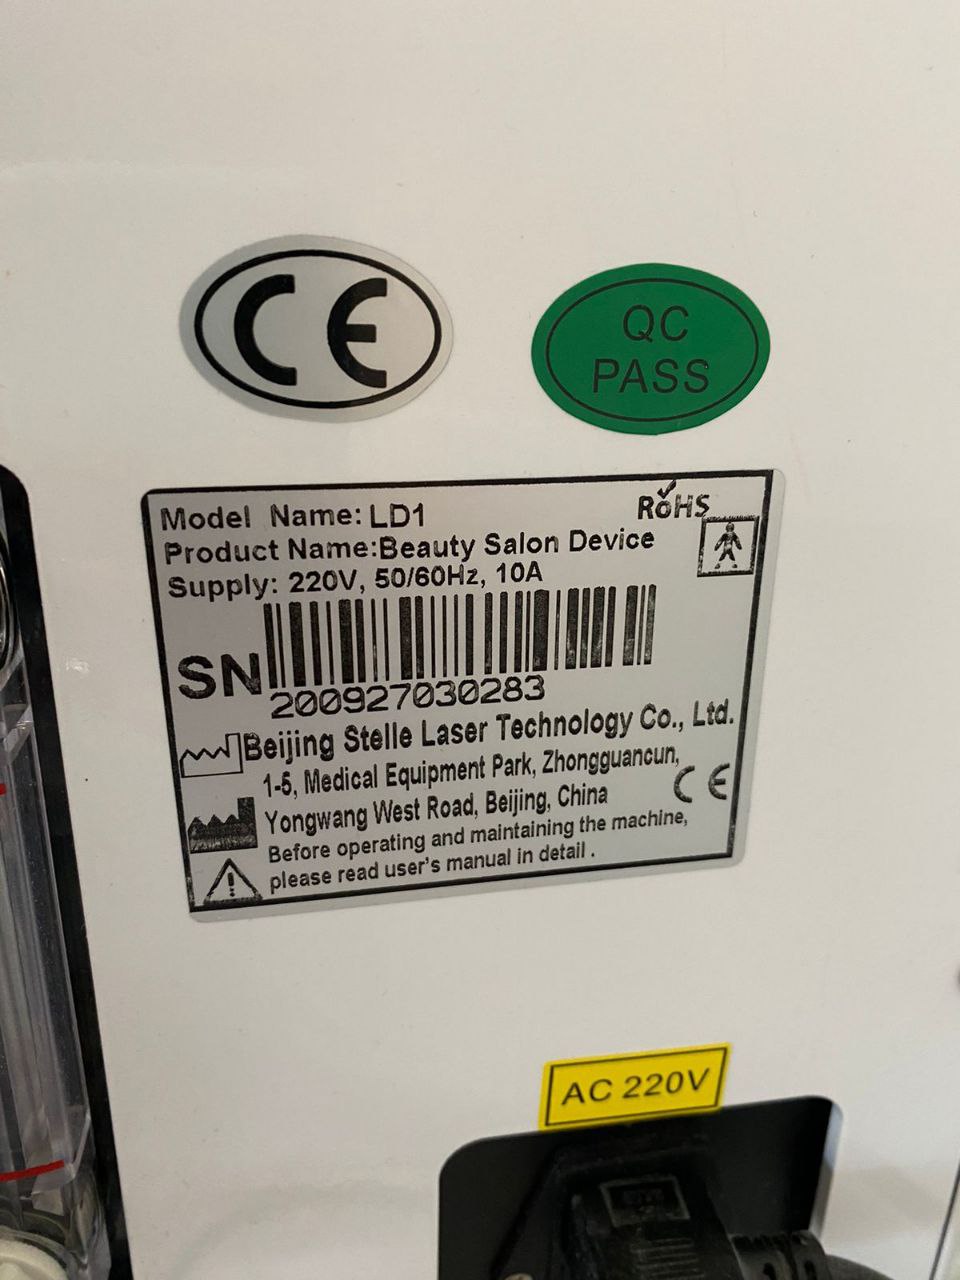 CE
QC
PASS
Model Name: LD1
RoHS
Product Name:Beauty Salon Device
Supply: 220V, 50/60Hz, 10A
SN
200927030283
Beijing Stelle Laser Technology Co., Ltd.
1-5, Medical Equipment Park, Zhongguancun,
Yongwang West Road, Beijing, China
CE
Before operating and maintaining the machine,
please read user's manual in detail .
AC 220V